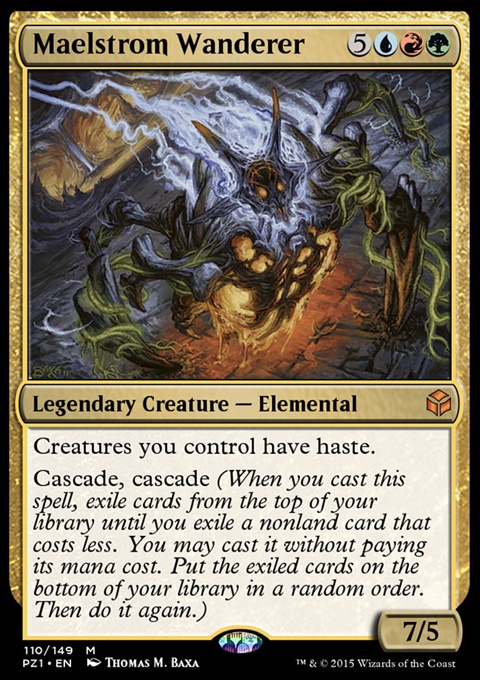 Maelstrom Wanderer 5
BAXA 11
Legendary Creature — Elemental
Creatures you control have haste.
Cascade, cascade (When you cast this
spell, exile cards from the top of your
library until you exile a nonland card that
costs less. You may cast it without paying
its mana cost. Put the exiled cards on the
bottom of your library in a random order.
Then do it again.)
7/5
110/149 M
PZ1 • EN Thomas M. Baxa
™ & © 2015 Wizards of the Coast